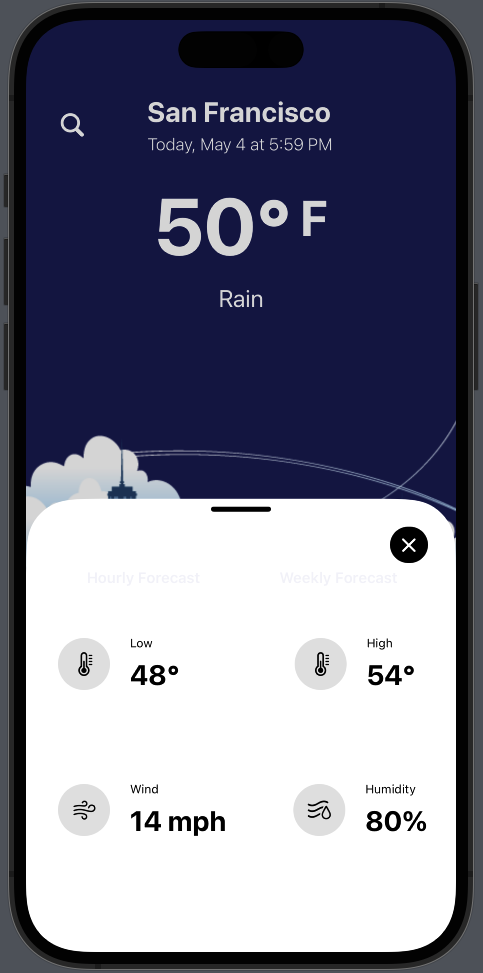 San Francisco
Today, May 4 at 5:59 PM
50° F
Rain
Hourly Forecast Weekly Forecast
Low
48°
High
54°
Wind
14 mph
Humidity
80%